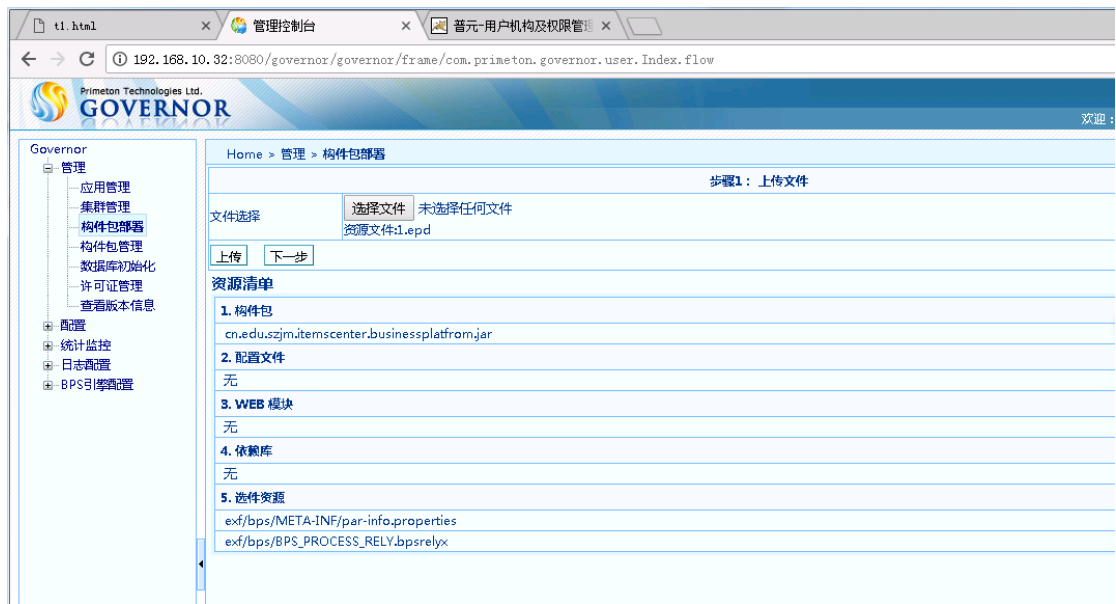 t1.html
管理控制台
普元-用户机构及权限管理
192.168.10.32:8080/governor/governor/frame/com.primeton.governor.user.Index.flow
Primeton Technologies Ltd.
GOVERNOR
欢迎：
Governor
管理
应用管理
集群管理
构件包部署
构件包管理
数据库初始化
许可证管理
查看版本信息
配置
统计监控
日志配置
BPS引擎配置
Home » 管理 » 构件包部署
步骤1： 上传文件
文件选择
选择文件 未选择任何文件
资源文件:1.epd
上传 下一步
资源清单
1. 构件包
cn.edu.szjm.itemscenter.businessplatfrom.jar
2. 配置文件
无
3. WEB 模块
无
4. 依赖库
无
5. 选件资源
exf/bps/META-INF/par-info.properties
exf/bps/BPS_PROCESS_RELY.bpsrelyx